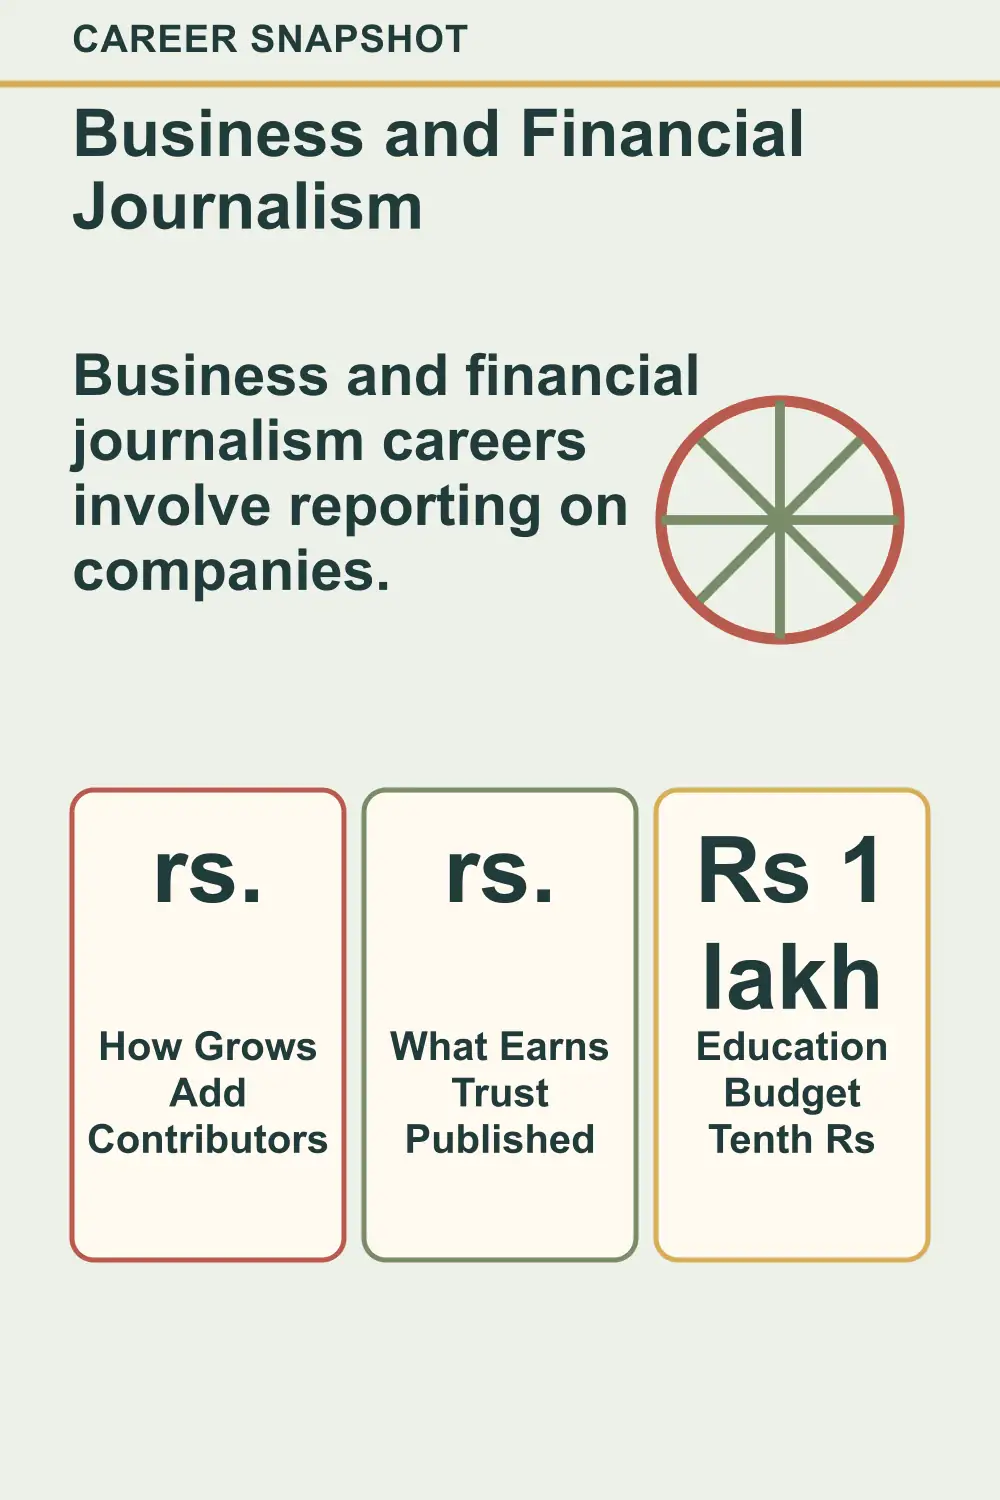 CAREER SNAPSHOT
Business and Financial
Journalism
Business and financial
journalism careers
involve reporting on
companies.
rs.
How Grows
Add
Contributors
rs.
What Earns
Trust
Published
Rs 1
lakh
Education
Budget
Tenth Rs